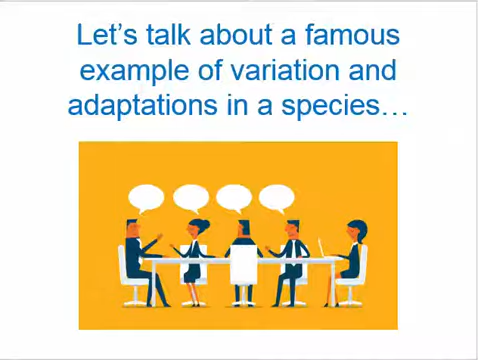 Let’s talk about a famous
example of variation and
adaptations in a species…